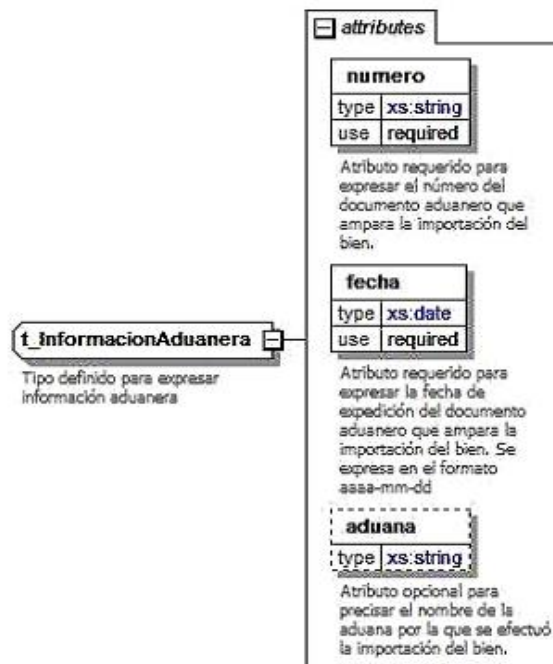 attributes
numero
type xs:string
use required
Atributo requerido para
expresar el número del
documento aduanero que
ampara la importación del
bien.
fecha
type xs:date
use required
Atributo requerido para
expresar la fecha de
expedición del documento
aduanero que ampara la
importación del bien. Se
expresa en el formato
aaaa-mm-dd
t_InformacionAduanera
Tipo definido para expresar
información aduanera
aduana
type xs:string
Atributo opcional para
precisar el nombre de la
aduana por la que se efectuó
la importación del bien.